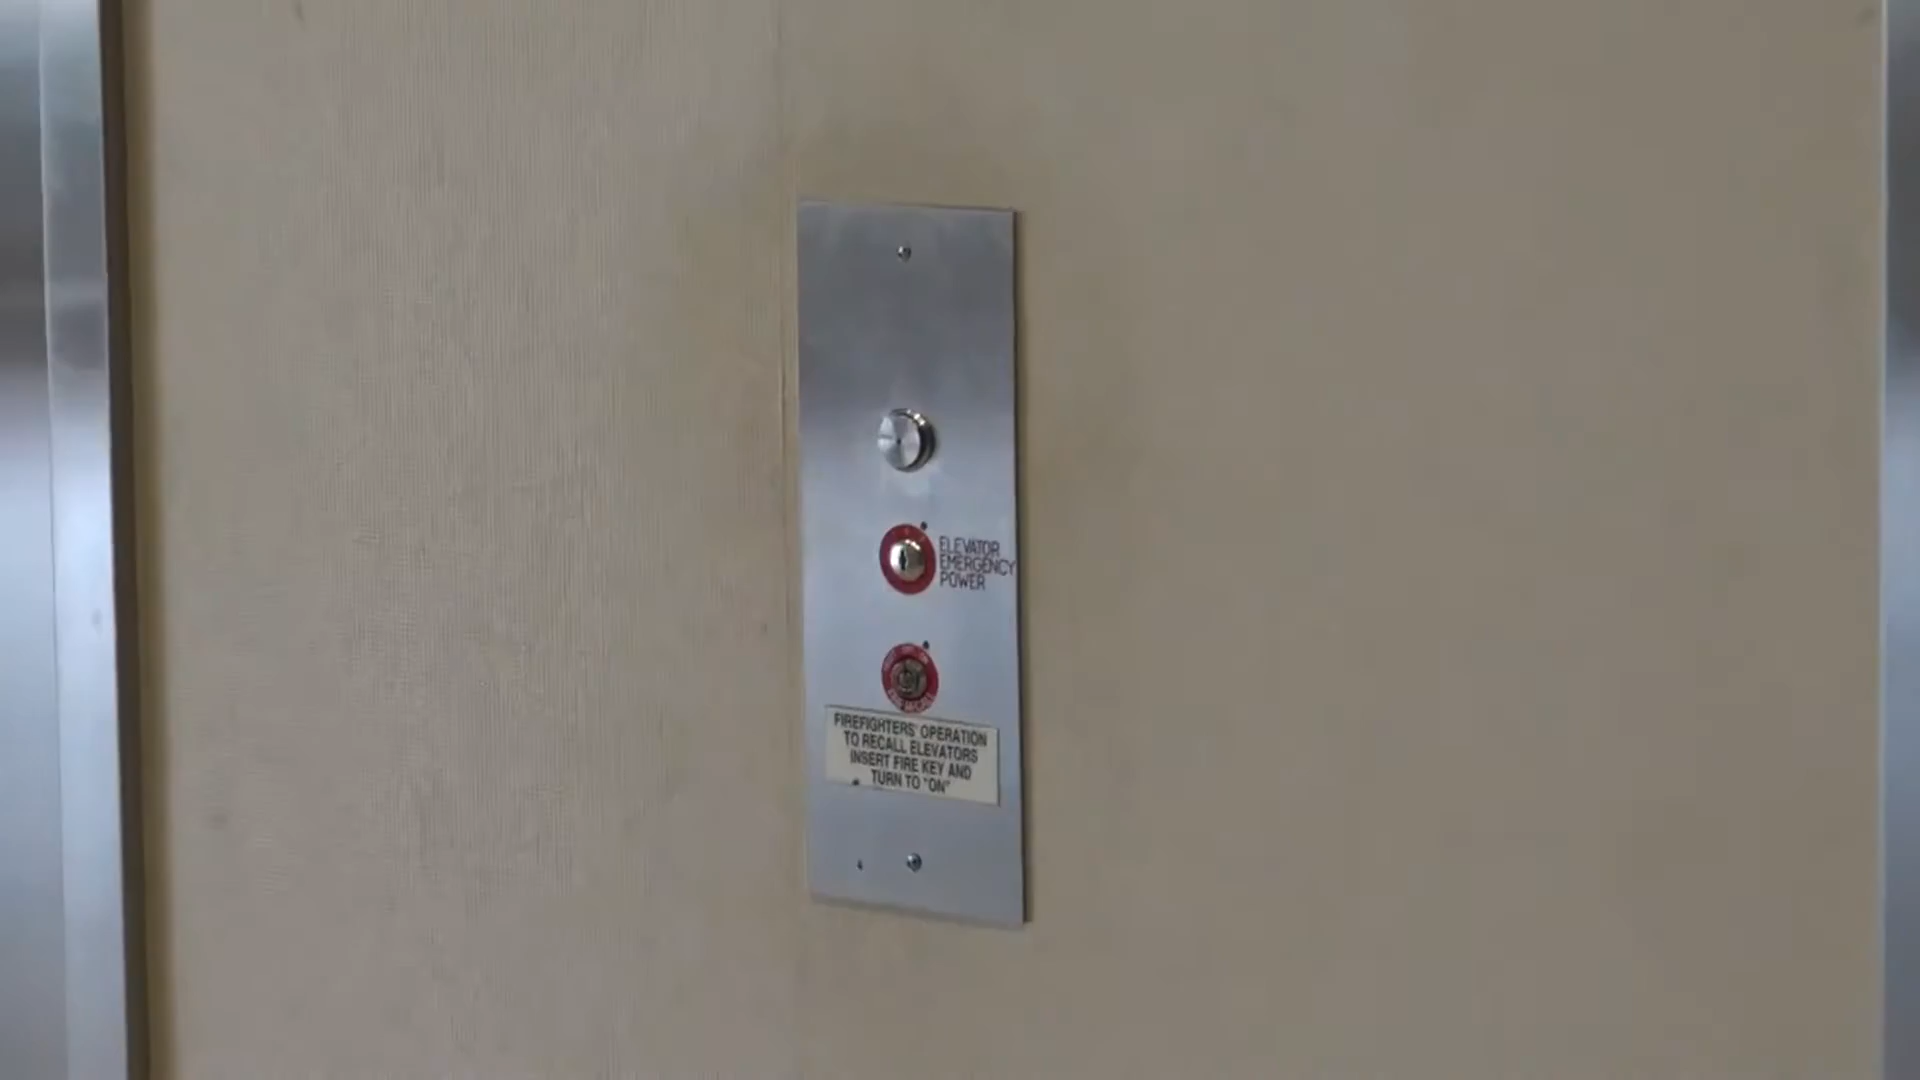 ELEVATOR
EMERGENCY
POWER
FIREFIGHTERS' OPERATION
TO RECALL ELEVATORS
INSERT FIRE KEY AND
TURN TO "ON"